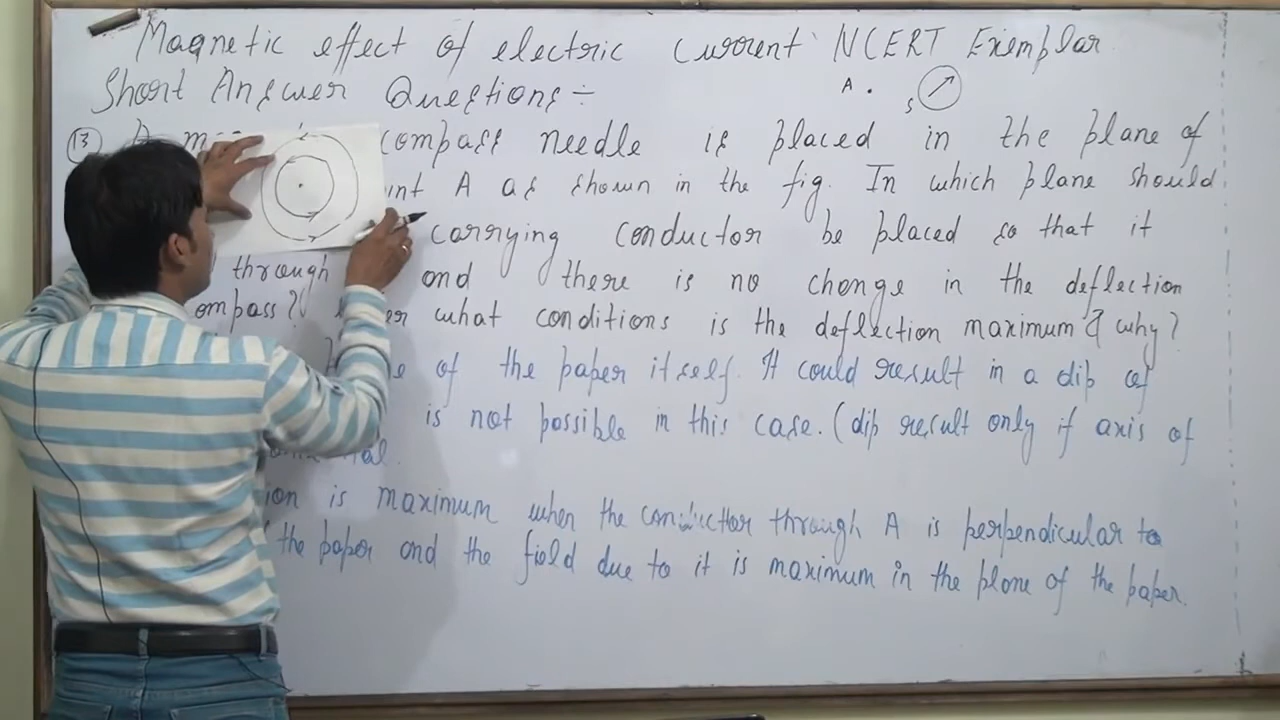 Magnetic effect of electric current NCERT Exemplar
Short Answer Questions :-
A . S
13 A compass needle is placed in the plane of
A as shown in the fig. In which plane should
carrying conductor be placed so that it
through and there is no change in the deflection
ompass? what conditions is the deflection maximum & why?
of the paper itself. It could result in a dip of
is not possible in this case. (dip result only if axis of
ion is maximum when the conductor through A is perpendicular to
the paper and the field due to it is maximum in the plane of the paper.